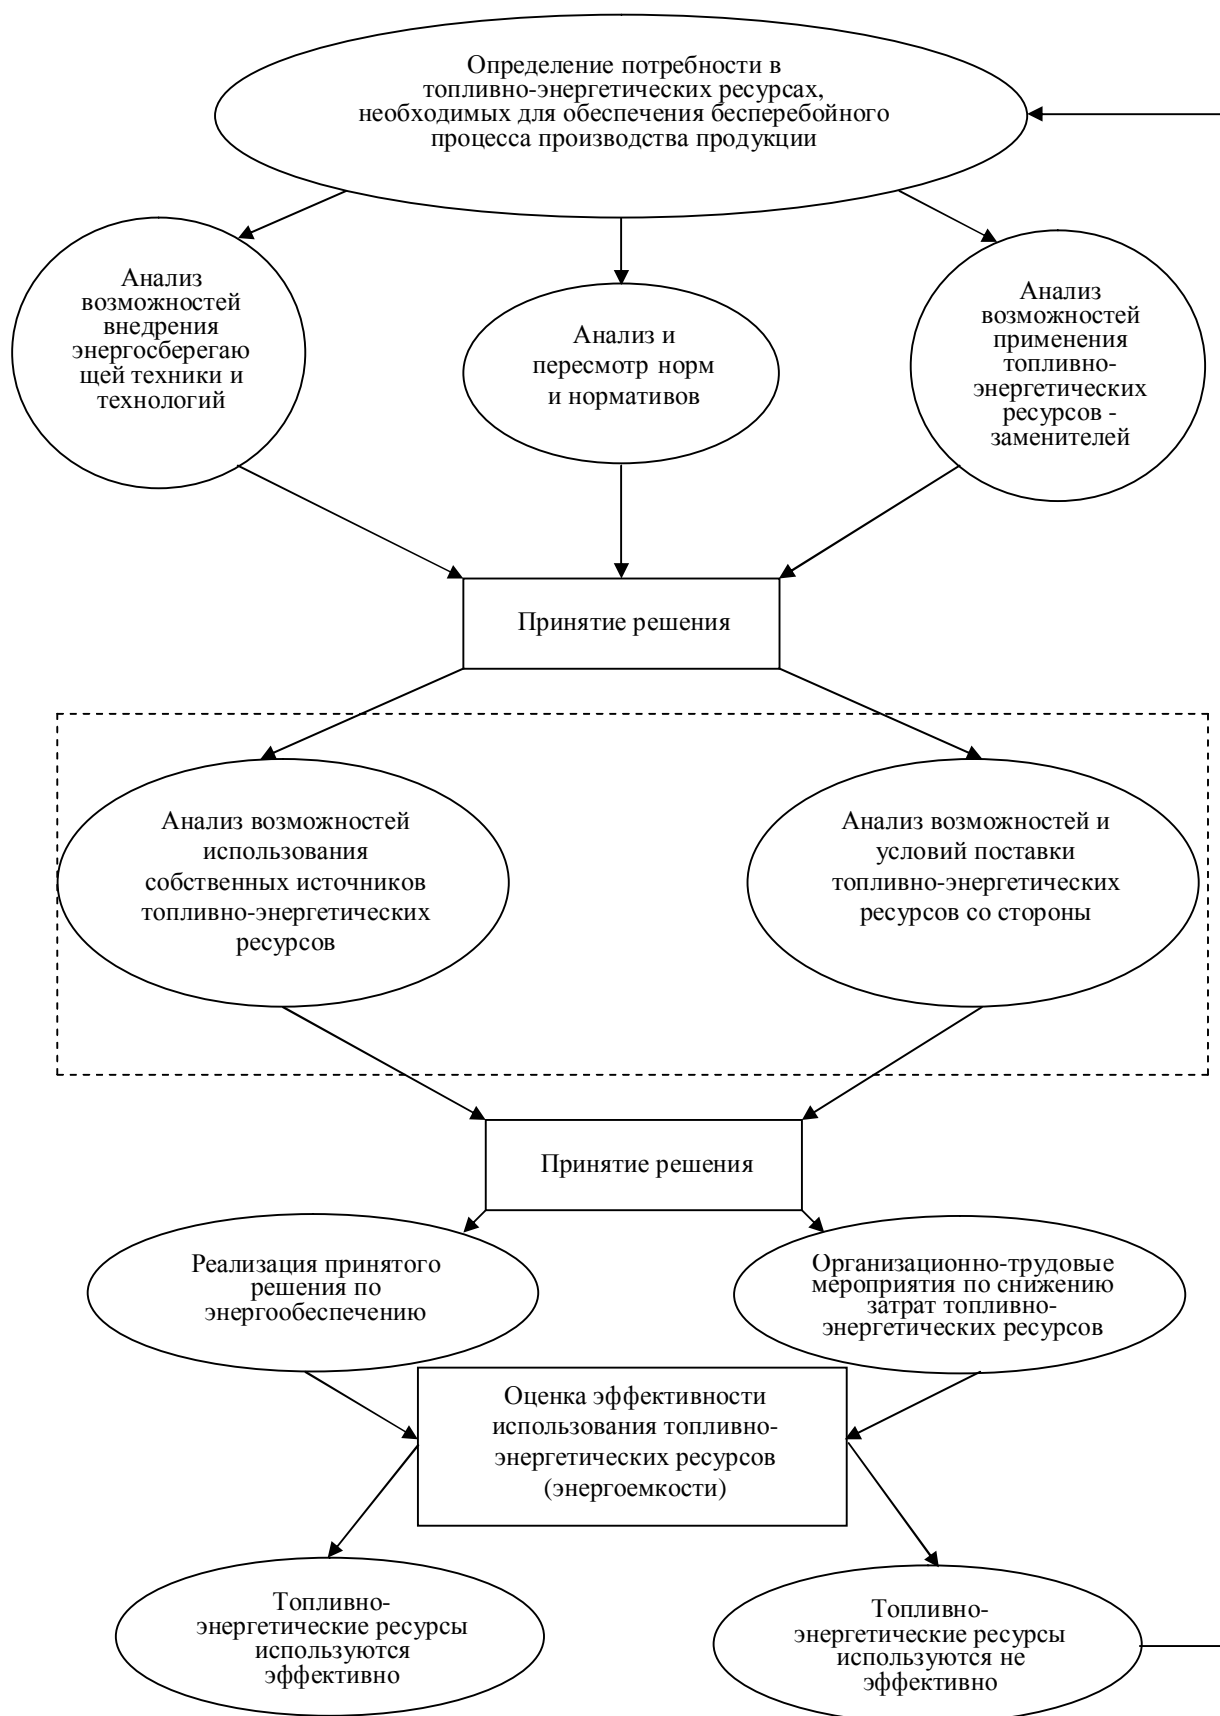 Определение потребности в
топливно-энергетических ресурсах,
необходимых для обеспечения бесперебойного
процесса производства продукции
Анализ
возможностей
внедрения
энергосберегаю
щей техники и
технологий
Анализ и
пересмотр норм
и нормативов
Анализ
возможностей
применения
топливно-
энергетических
ресурсов -
заменителей
Принятие решения
Анализ возможностей
использования
собственных источников
топливно-энергетических
ресурсов
Анализ возможностей и
условий поставки
топливно-энергетических
ресурсов со стороны
Принятие решения
Реализация принятого
решения по
энергообеспечению
Организационно-трудовые
мероприятия по снижению
затрат топливно-
энергетических ресурсов
Оценка эффективности
использования топливно-
энергетических ресурсов
(энергоемкости)
Топливно-
энергетические ресурсы
используются
эффективно
Топливно-
энергетические ресурсы
используются не
эффективно